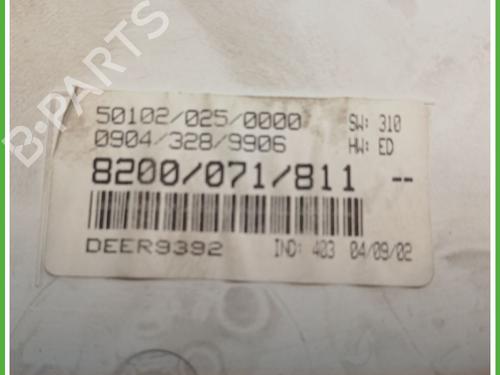 B-PARTS
50102/025/0000 SW: 310
0904/328/9906 HW: ED
8200/071/811 --
DEER9392 IND: 403 04/09/02